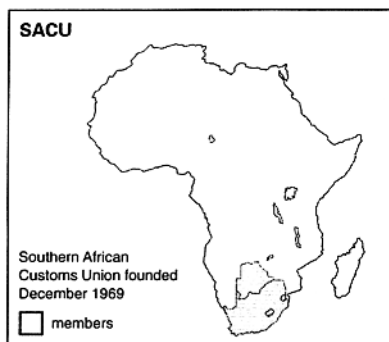 SACU
Southern African
Customs Union founded
December 1969
members